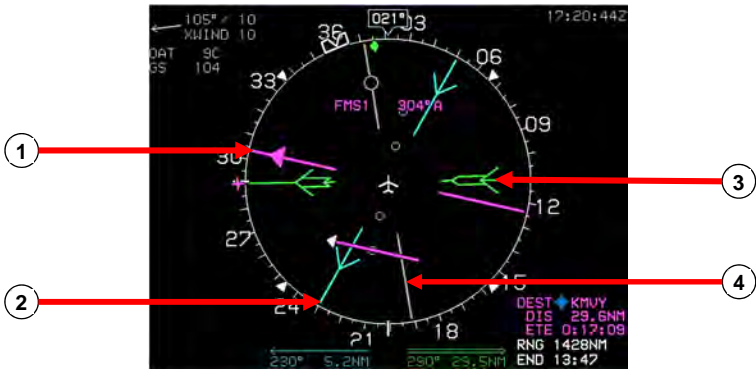 105° / 10
XWIND 10
OAT 9C
GS 104
021°
17:20:44Z
36
03
33
06
FMS1 304°A
1
30
09
3
12
27
2
24
15
4
21
18
DEST KMVY
DIS 29.6NM
ETE 0:17:09
RNG 1428NM
END 13:47
230° 5.2NM
290° 29.5NM